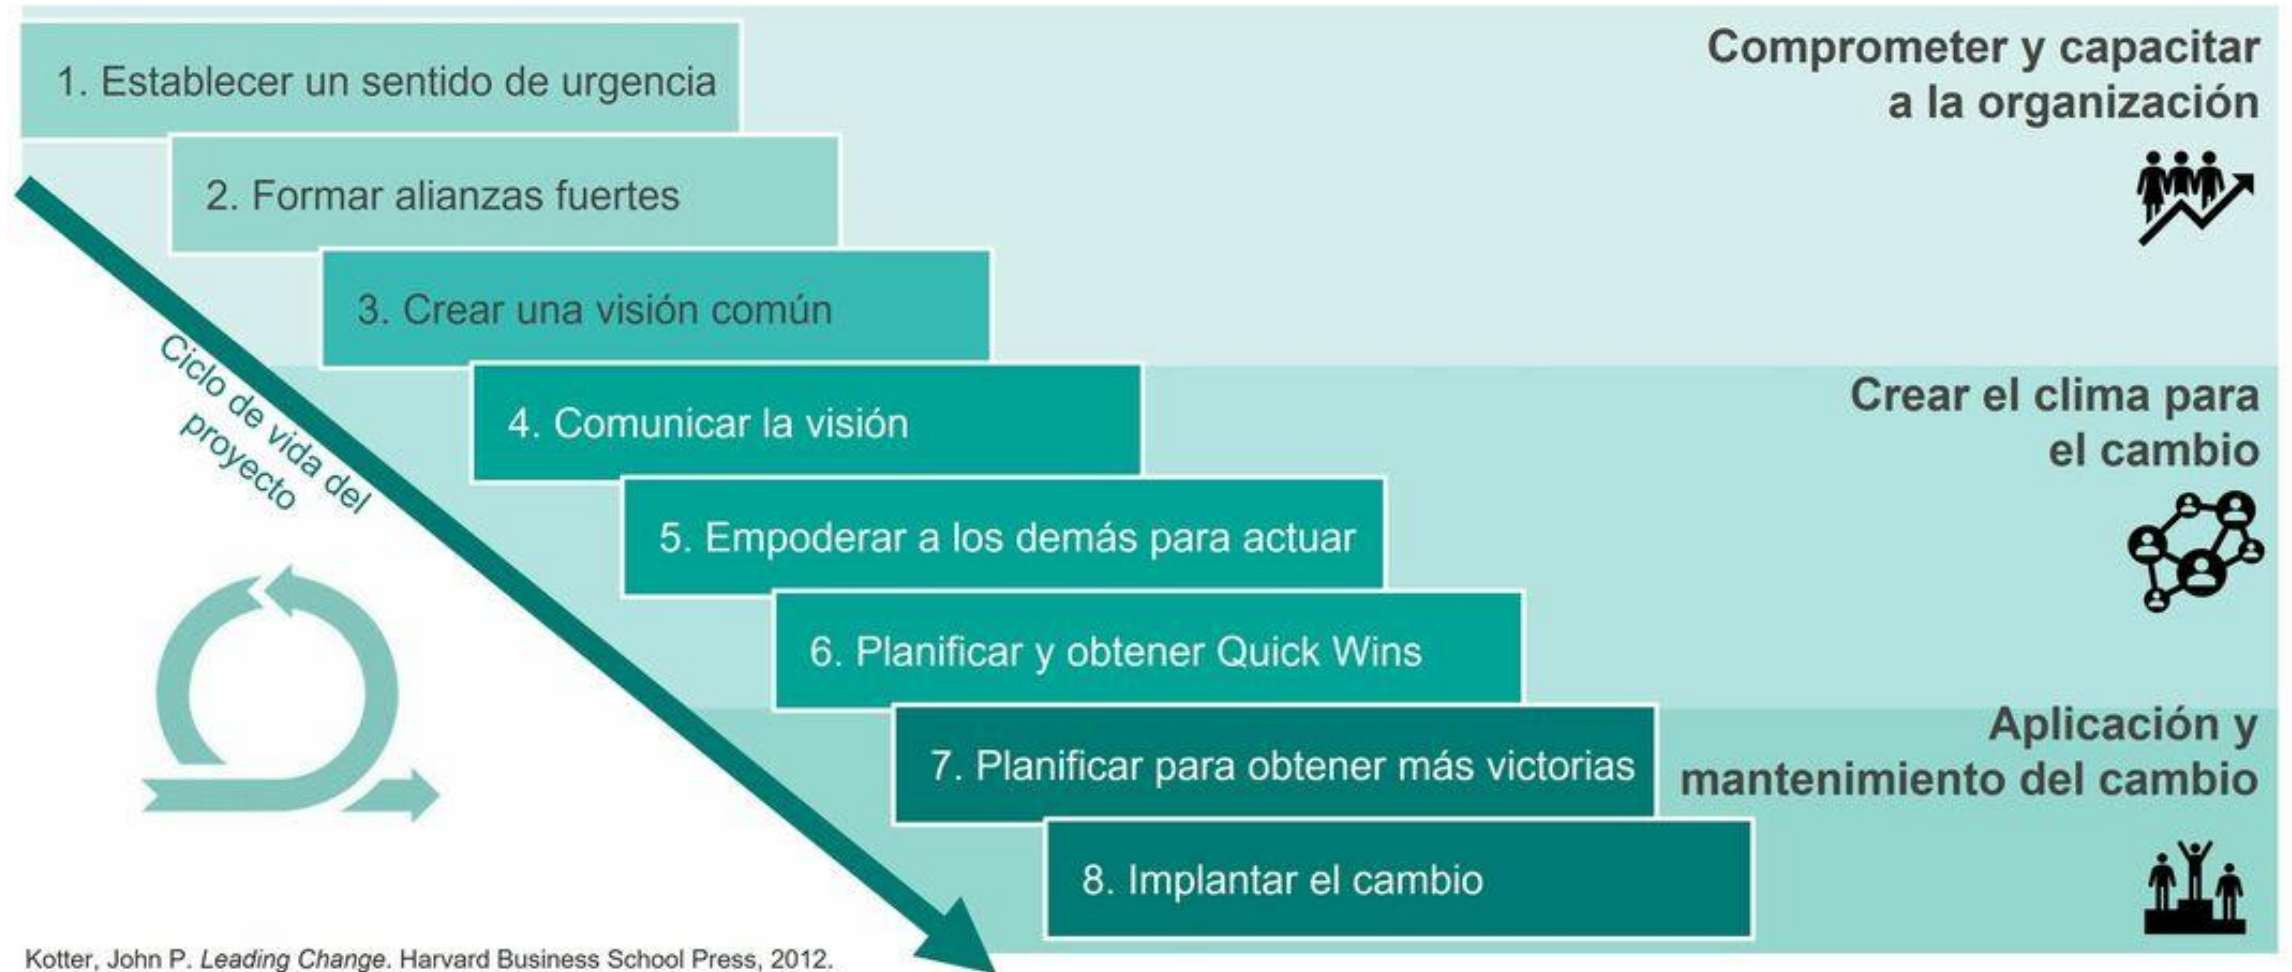 1. Establecer un sentido de urgencia
Comprometer y capacitar
a la organización
2. Formar alianzas fuertes
3. Crear una visión común
Ciclo de vida del
proyecto
4. Comunicar la visión
Crear el clima para
el cambio
5. Empoderar a los demás para actuar
6. Planificar y obtener Quick Wins
7. Planificar para obtener más victorias
Aplicación y
mantenimiento del cambio
8. Implantar el cambio
Kotter, John P. Leading Change. Harvard Business School Press, 2012.